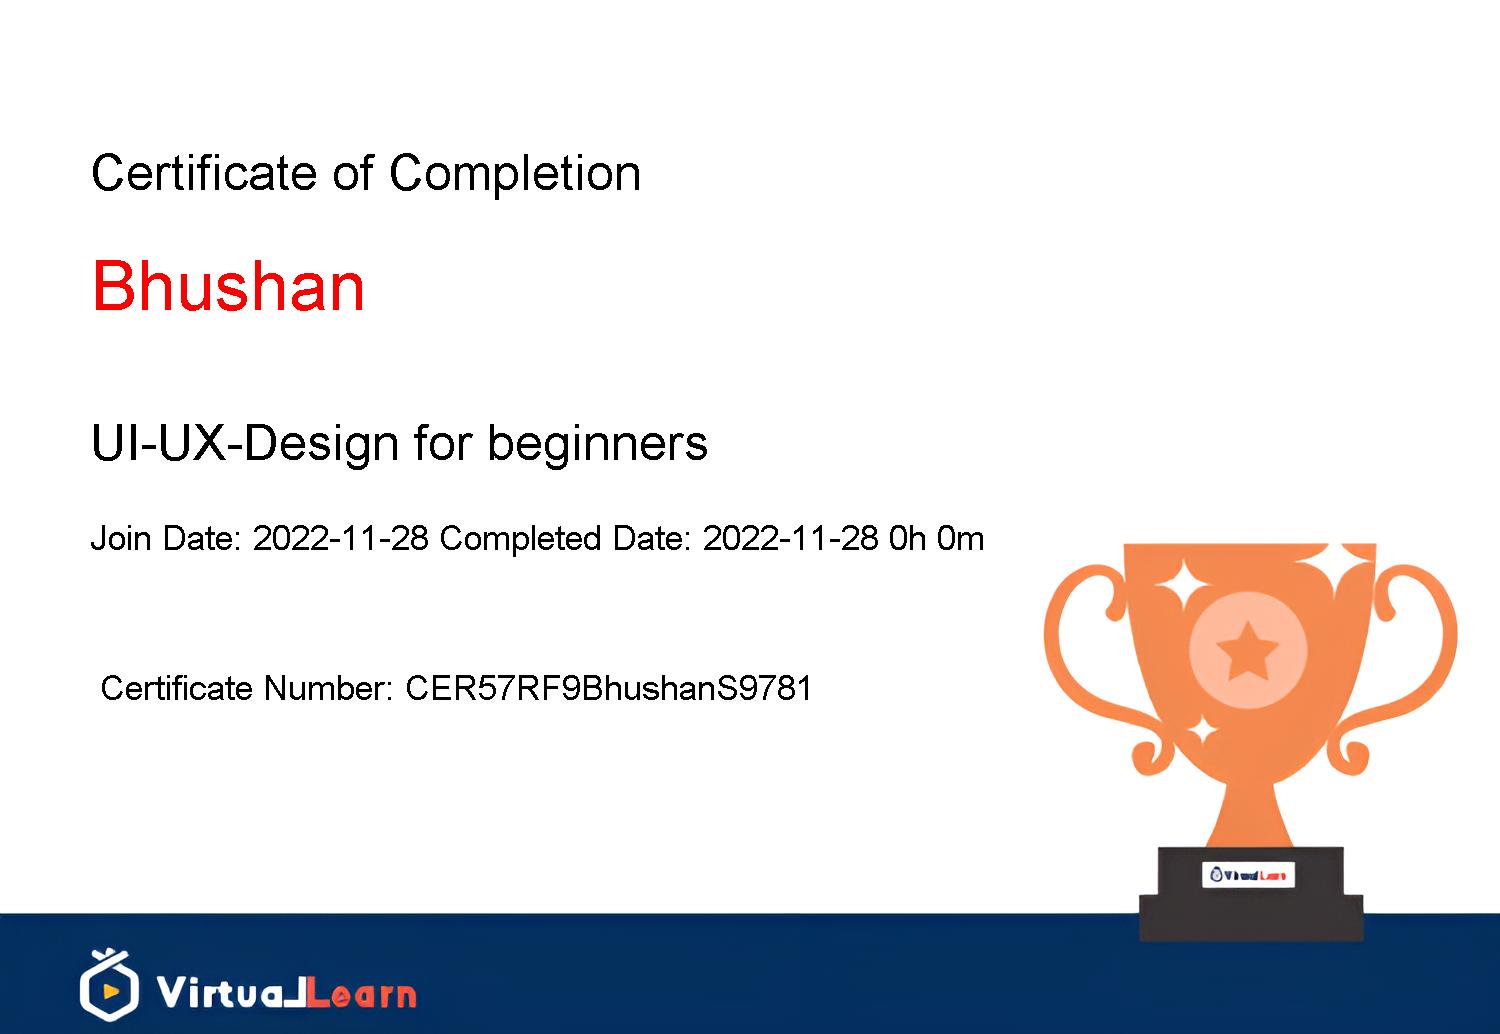 Certificate of Completion
Bhushan
UI-UX-Design for beginners
Join Date: 2022-11-28 Completed Date: 2022-11-28 0h 0m
Certificate Number: CER57RF9BhushanS9781
VirtualLearn
VirtualLearn